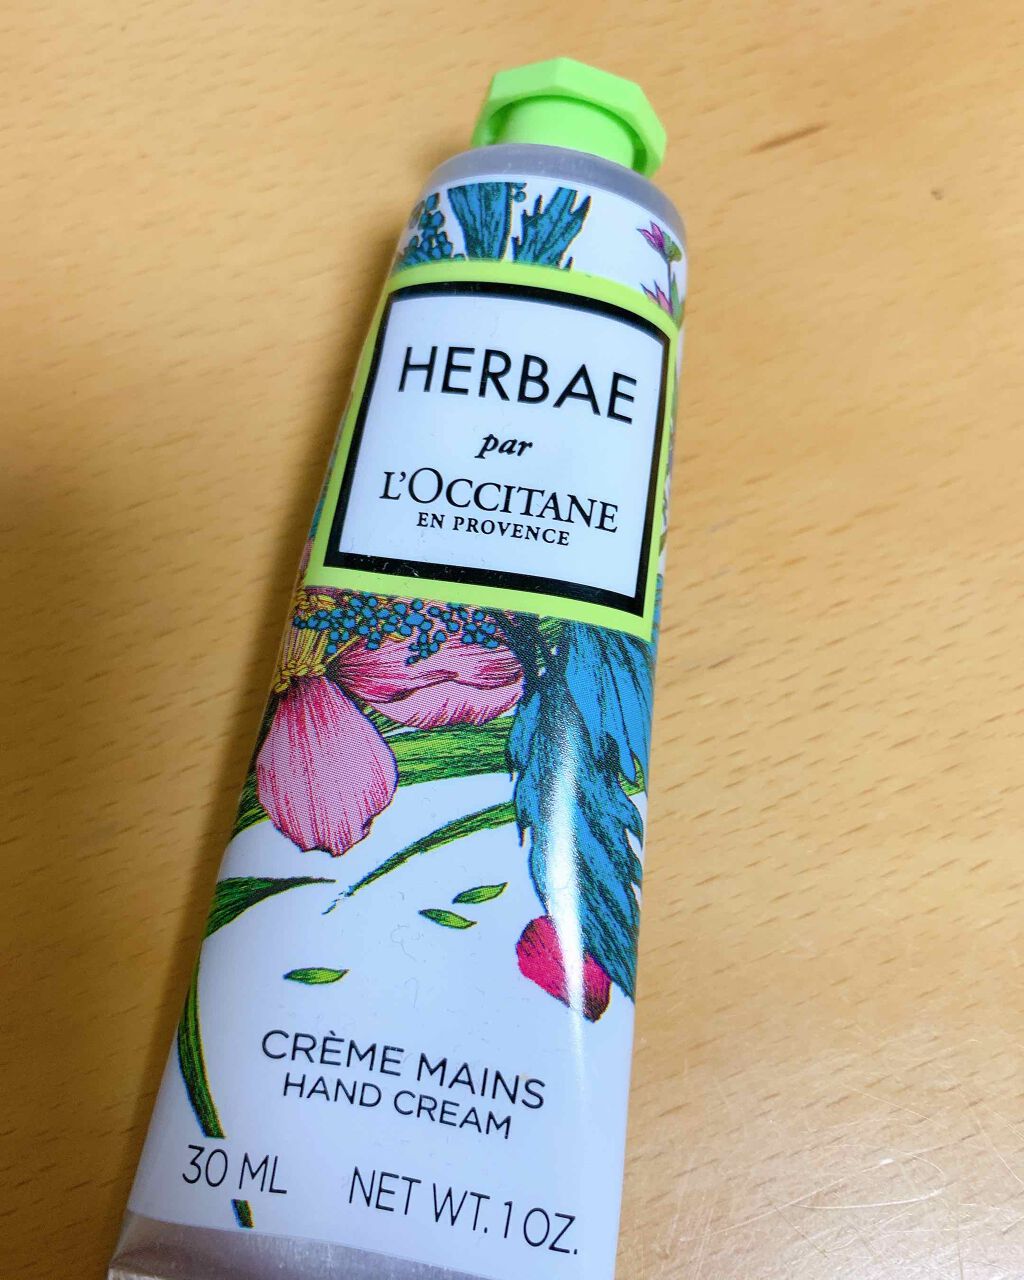 HERBAE
par
L'OCCITANE
EN PROVENCE
CRÈME MAINS
HAND CREAM
30 ML NET WT. 1 OZ.